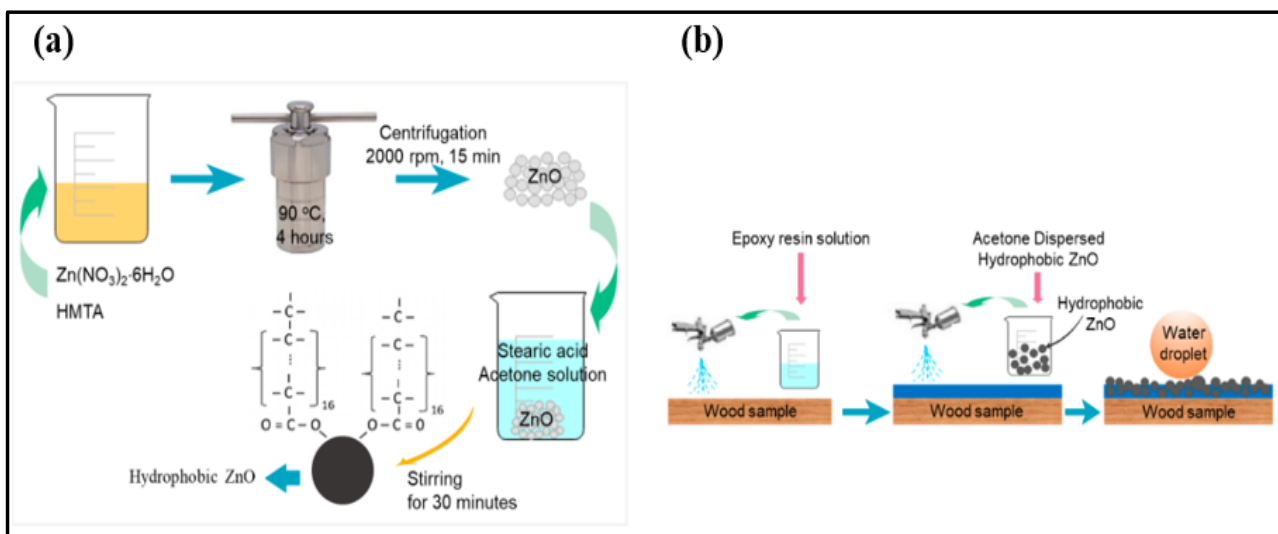 (a)
Centrifugation
2000 rpm, 15 min
ZnO
90 °C,
4 hours
Zn(NO₃)₂·6H₂O
HMTA
Stearic acid
Acetone solution
ZnO
–C–
–C–
–C–
–C–
–C–
–C–
16
16
O=C–O
O–C=O
Hydrophobic ZnO
Stirring
for 30 minutes
(b)
Epoxy resin solution
Wood sample
Acetone Dispersed
Hydrophobic ZnO
Hydrophobic
ZnO
Wood sample
Water
droplet
Wood sample